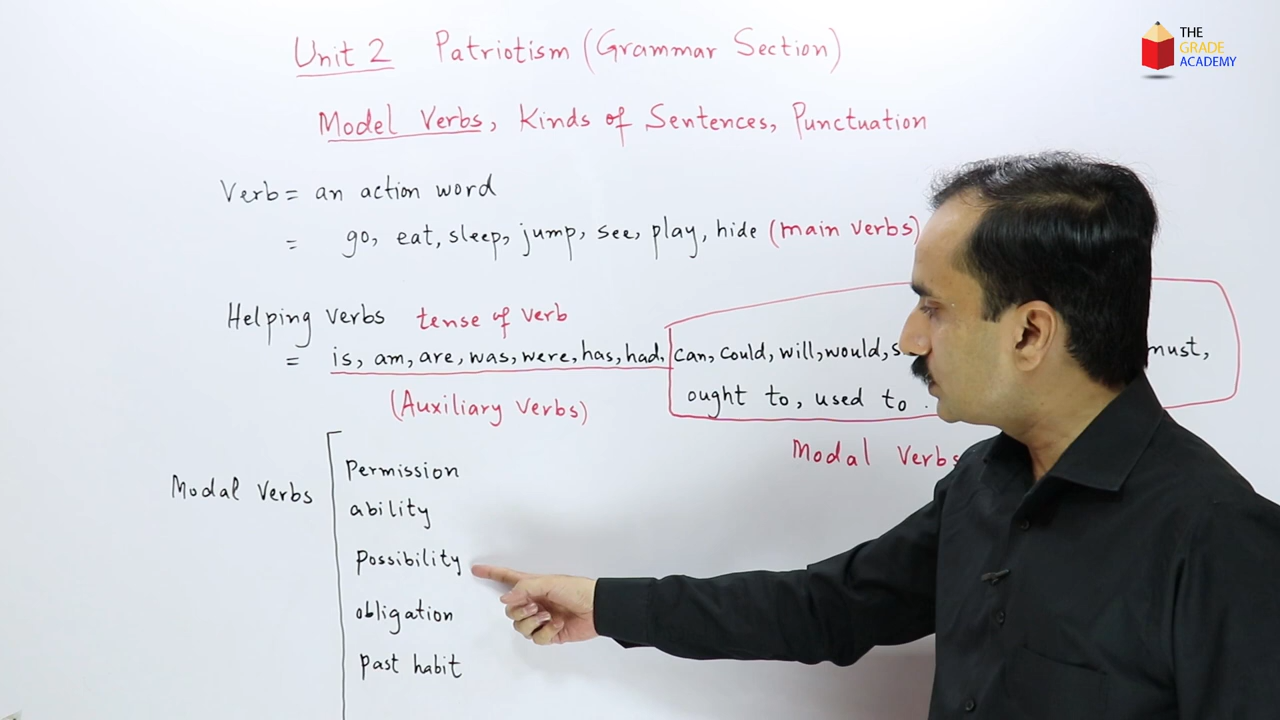 Unit 2 Patriotism (Grammar Section)
THE
GRADE
ACADEMY
Model Verbs, Kinds of Sentences, Punctuation
Verb = an action word
= go, eat, sleep, jump, see, play, hide (main verbs)
Helping verbs tense of verb
= is, am, are, was, were, has, had, can, could, will, would, must,
ought to, used to .
(Auxiliary verbs)
Modal Verbs
Modal Verbs
Permission
ability
possibility
obligation
past habit